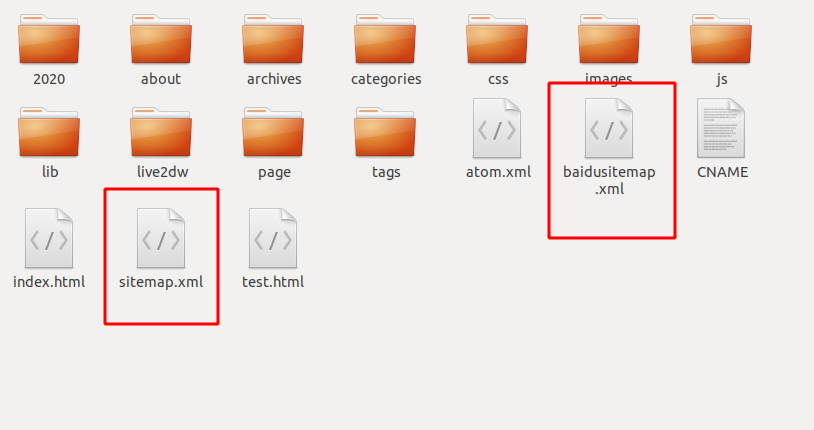 2020
about
archives
categories
css
images
js
lib
live2dw
page
tags
atom.xml
baidusitemap
.xml
CNAME
index.html
sitemap.xml
test.html